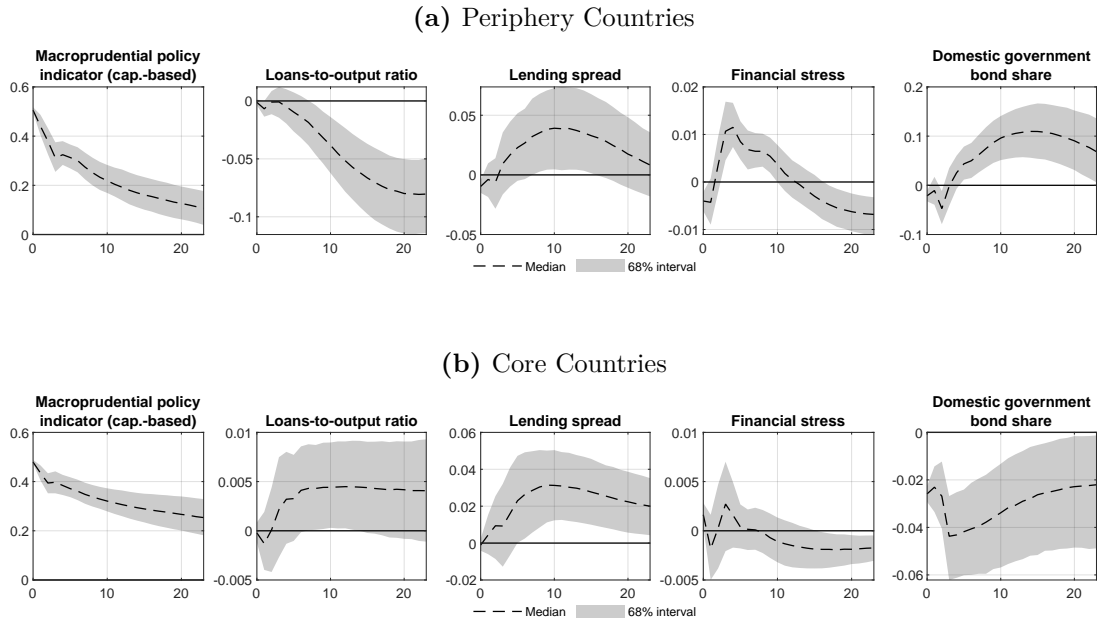 (a) Periphery Countries
Macroprudential policy
indicator (cap.-based)
Loans-to-output ratio
Lending spread
Financial stress
Domestic government
bond share
0.6
0.4
0.2
0
0 10 20
0
-0.05
-0.1
0 10 20
0.05
0
-0.05
0 10 20
0.02
0.01
0
-0.01
0 10 20
0.2
0.1
0
-0.1
0 10 20
Median 68% interval
(b) Core Countries
Macroprudential policy
indicator (cap.-based)
Loans-to-output ratio
Lending spread
Financial stress
Domestic government
bond share
0.6
0.4
0.2
0
0 10 20
0.01
0.005
0
-0.005
0 10 20
0.06
0.04
0.02
0
-0.02
0 10 20
0.01
0.005
0
-0.005
0 10 20
0
-0.02
-0.04
-0.06
0 10 20
Median 68% interval